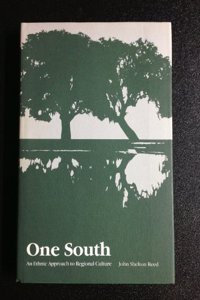 One South
An Ethnic Approach to Regional Culture John Shelton Reed